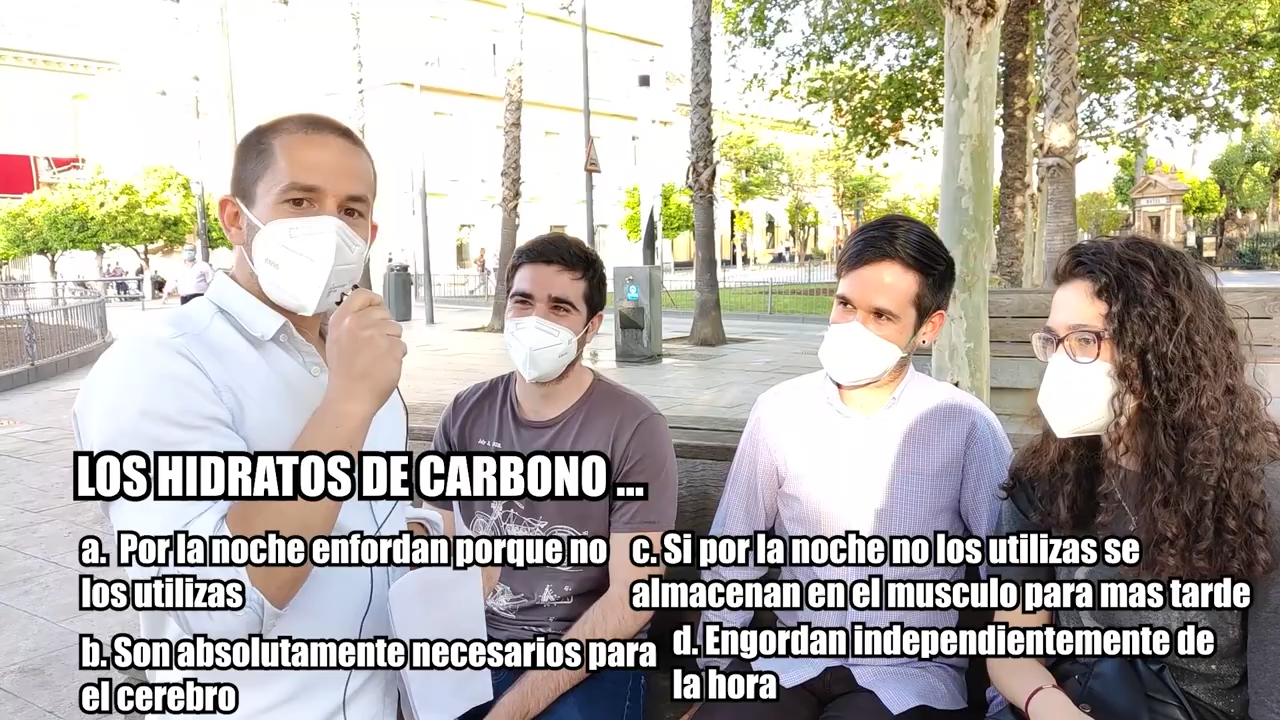 LOS HIDRATOS DE CARBONO ...
a. Por la noche enfordan porque no
los utilizas
b. Son absolutamente necesarios para
el cerebro
c. Si por la noche no los utilizas se
almacenan en el musculo para mas tarde
d. Engordan independientemente de
la hora